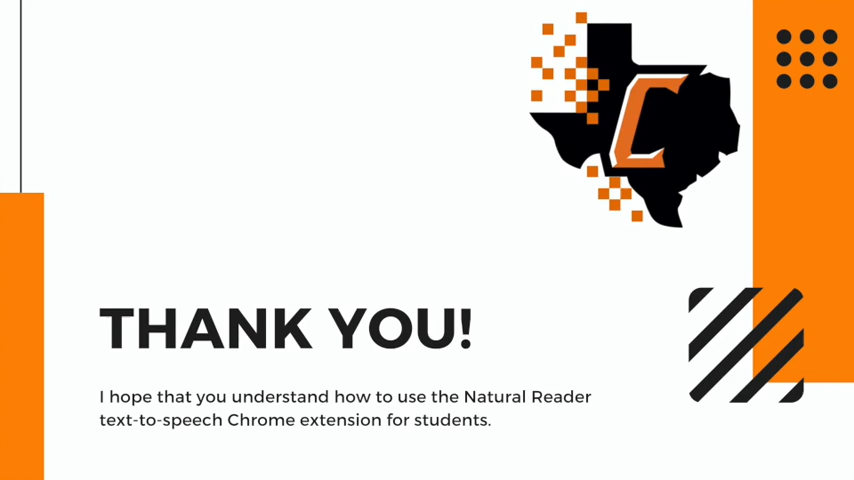 C
THANK YOU!
I hope that you understand how to use the Natural Reader
text-to-speech Chrome extension for students.